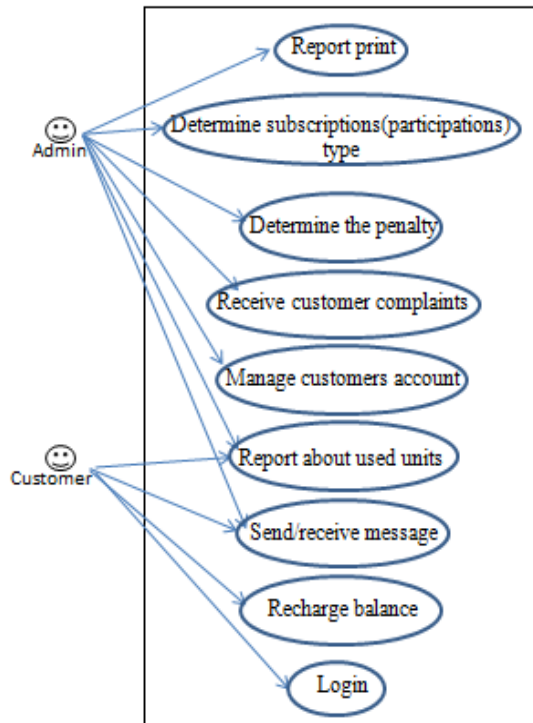 Report print
Admin
Determine subscriptions(participations)
type
Determine the penalty
Receive customer complaints
Manage customers account
Customer
Report about used units
Send/receive message
Recharge balance
Login